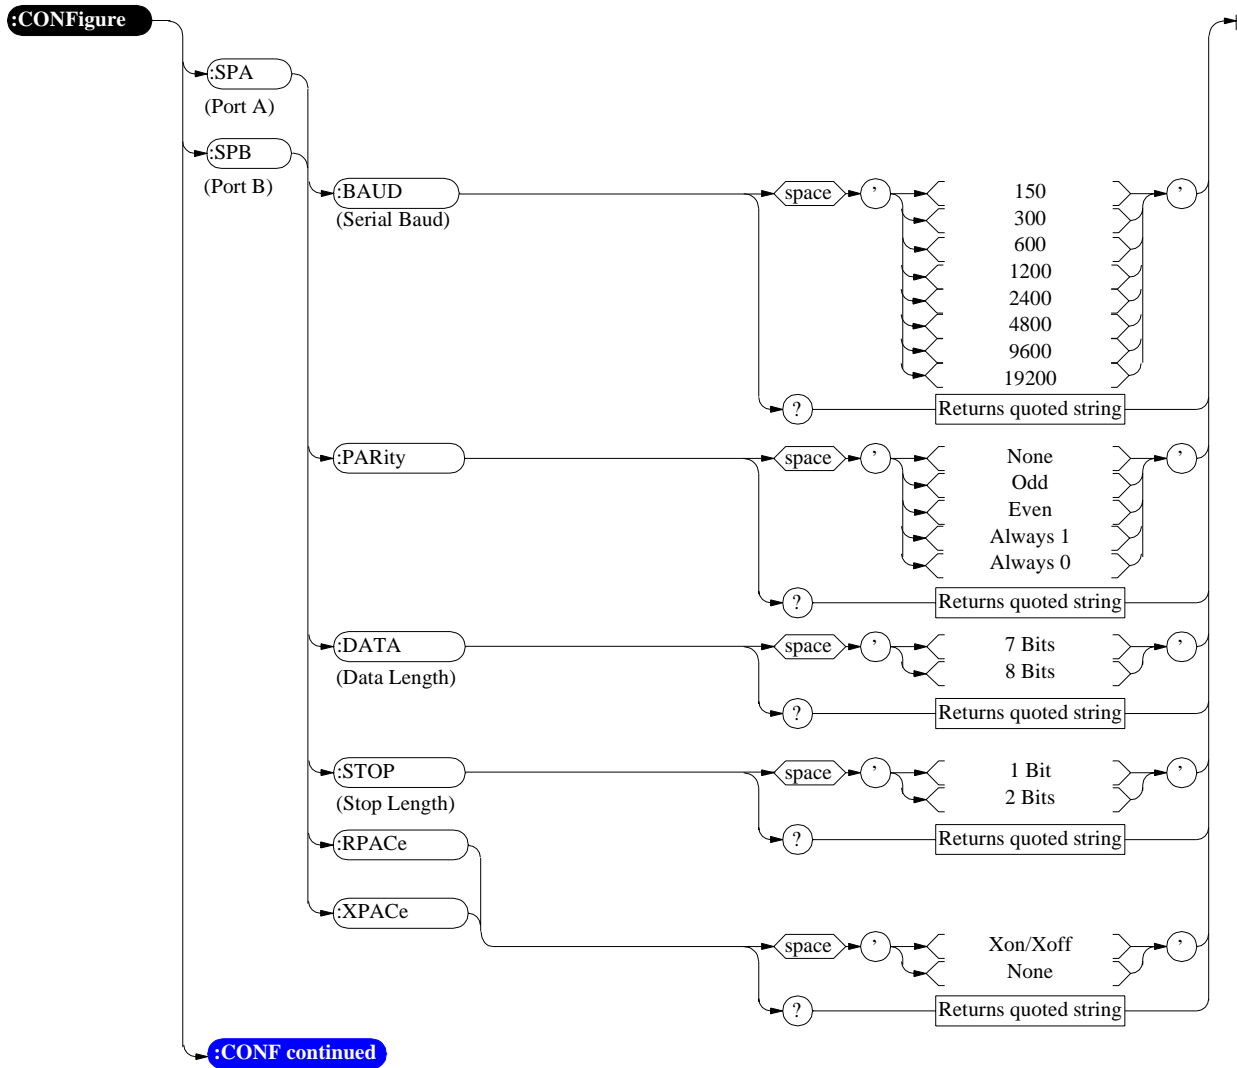 :CONFigure
:SPA
(Port A)
:SPB
(Port B)
:BAUD
(Serial Baud)
space ’ 150 ’
300
600
1200
2400
4800
9600
19200
? Returns quoted string
:PARity space ’ None ’
Odd
Even
Always 1
Always 0
? Returns quoted string
:DATA space ’ 7 Bits ’
(Data Length) 8 Bits
? Returns quoted string
:STOP space ’ 1 Bit ’
(Stop Length) 2 Bits
:RPACe ? Returns quoted string
:XPACe
space ’ Xon/Xoff ’
None
? Returns quoted string
:CONF continued